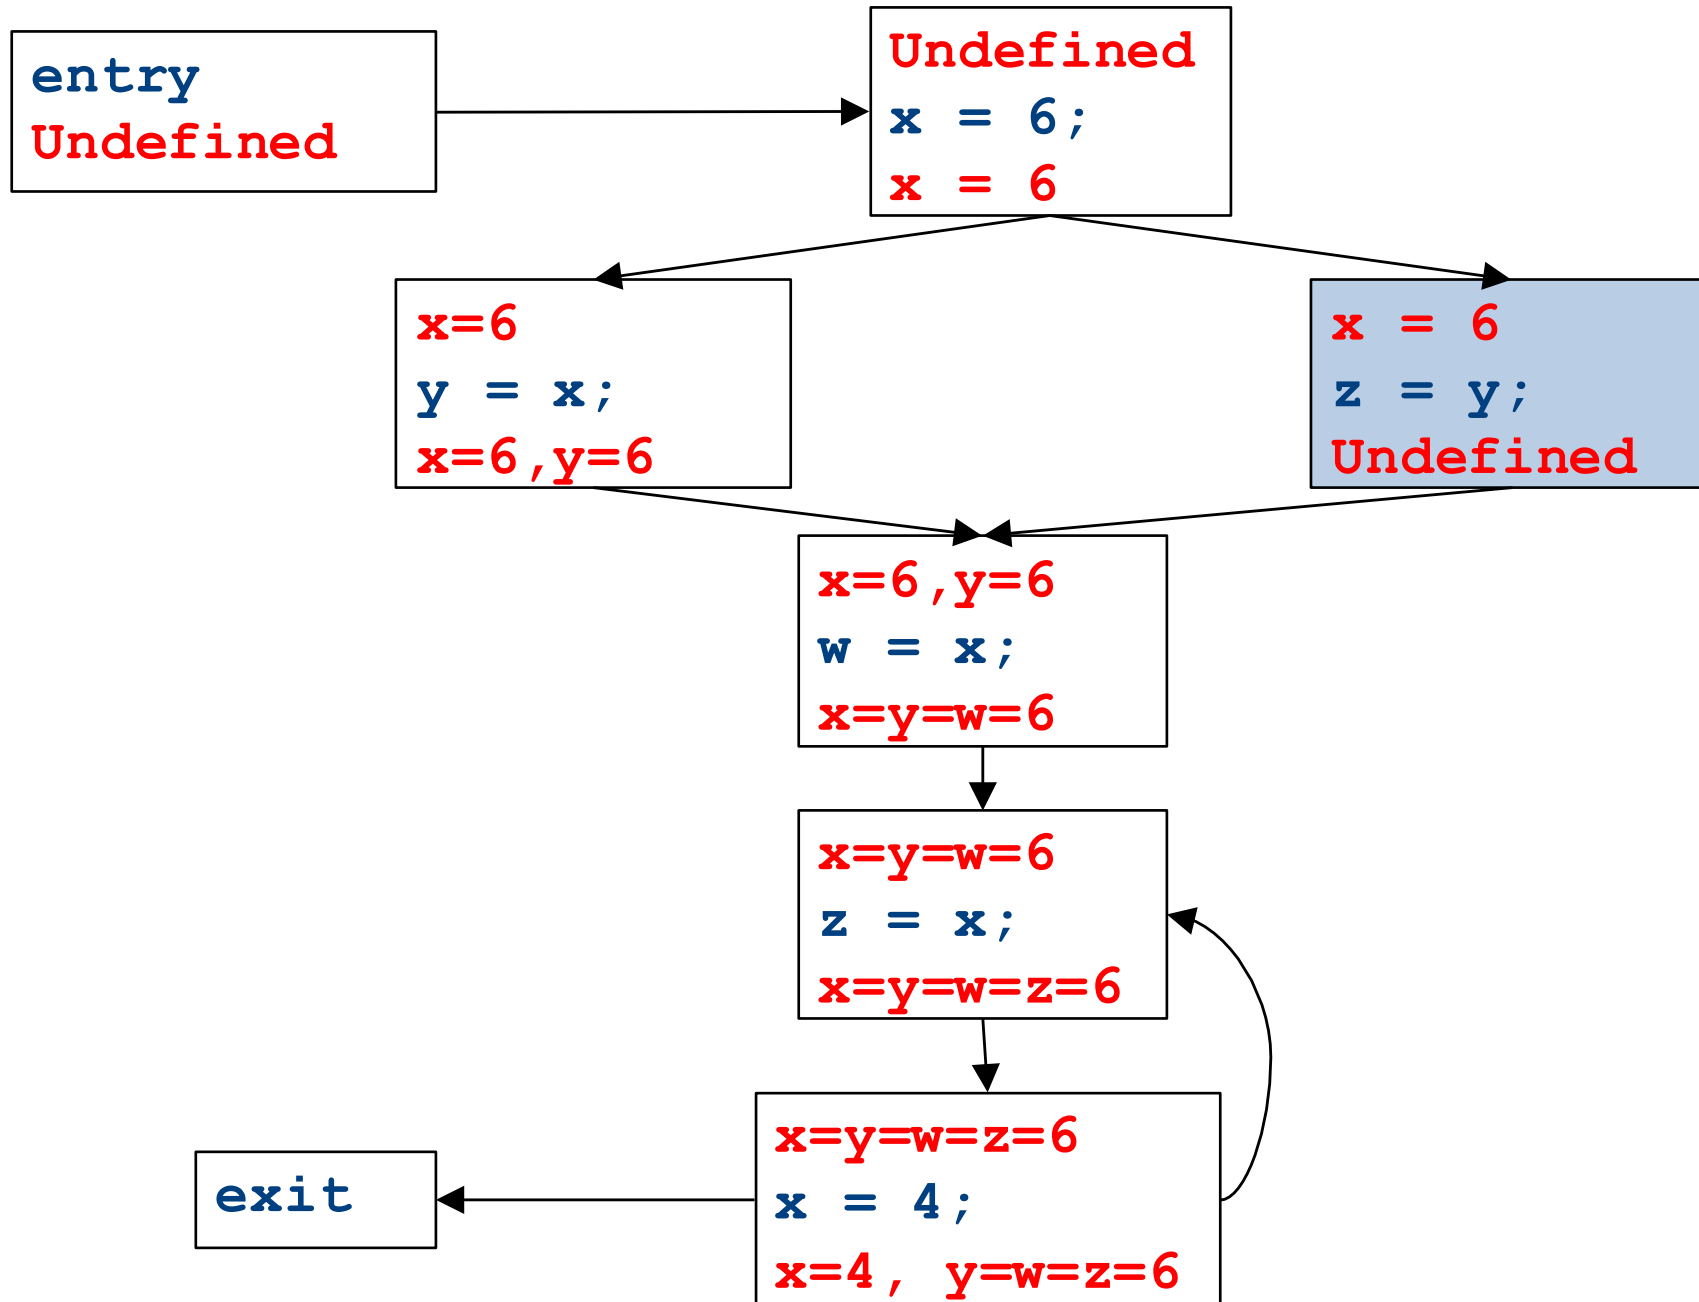 entry
Undefined
Undefined
x = 6;
x = 6
x=6
y = x;
x=6,y=6
x = 6
z = y;
Undefined
x=6,y=6
w = x;
x=y=w=6
x=y=w=6
z = x;
x=y=w=z=6
x=y=w=z=6
x = 4;
x=4, y=w=z=6
exit